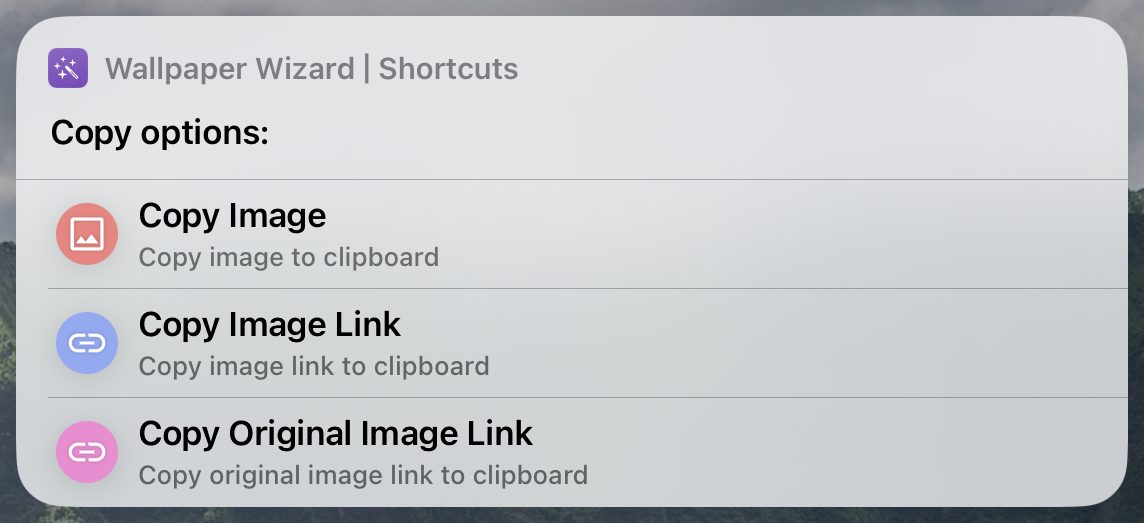 Wallpaper Wizard | Shortcuts
Copy options:
Copy Image
Copy image to clipboard
Copy Image Link
Copy image link to clipboard
Copy Original Image Link
Copy original image link to clipboard